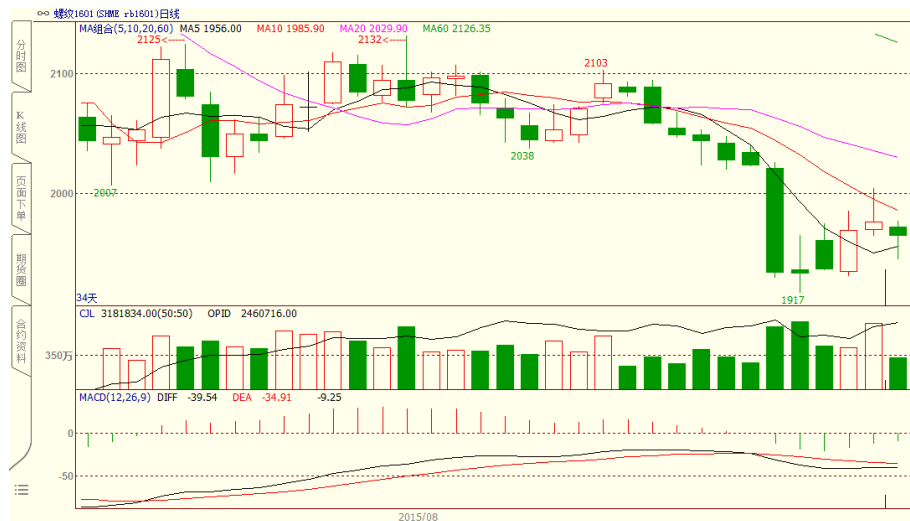 螺纹1601 (SHME rb1601)日线
MA组合(5,10,20,60) MA5 1956.00 MA10 1985.90 MA20 2029.90 MA60 2126.35
2125<-----
2132<-----
2103
2100
2038
2007
2000
1917
34天
CJL 3181834.00(50:50) OPID 2460716.00
350万
MACD(12,26,9) DIFF -39.54 DEA -34.91 -9.25
0
-50
2015/08
分时图
K线图
页面下单
期货圈
合约资料